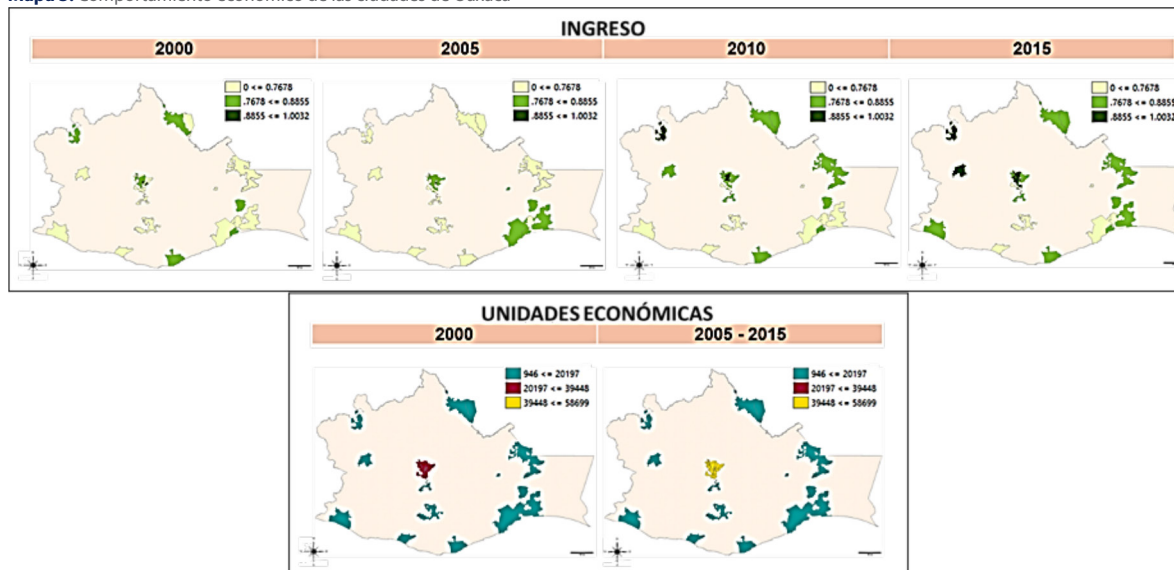 Mapa 3. Comportamiento económico de las ciudades de Oaxaca
INGRESO
2000
2005
2010
2015
0 <= 0.7678
.7678 <= 0.8855
.8855 <= 1.0032
0 <= 0.7678
.7678 <= 0.8855
.8855 <= 1.0032
0 <= 0.7678
.7678 <= 0.8855
.8855 <= 1.0032
0 <= 0.7678
.7678 <= 0.8855
.8855 <= 1.0032
UNIDADES ECONÓMICAS
2000
2005 - 2015
946 <= 20197
20197 <= 39448
39448 <= 58699
946 <= 20197
20197 <= 39448
39448 <= 58699